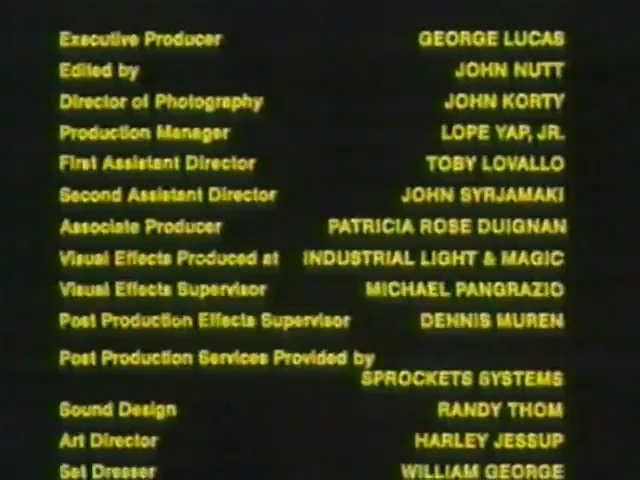 Executive Producer GEORGE LUCAS
Edited by JOHN NUTT
Director of Photography JOHN KORTY
Production Manager LOPE YAP, JR.
First Assistant Director TOBY LOVALLO
Second Assistant Director JOHN SYRJAMAKI
Associate Producer PATRICIA ROSE DUIGNAN
Visual Effects Produced at INDUSTRIAL LIGHT & MAGIC
Visual Effects Supervisor MICHAEL PANGRAZIO
Post Production Effects Supervisor DENNIS MUREN
Post Production Services Provided by
SPROCKETS SYSTEMS
Sound Design RANDY THOM
Art Director HARLEY JESSUP
Set Dresser WILLIAM GEORGE